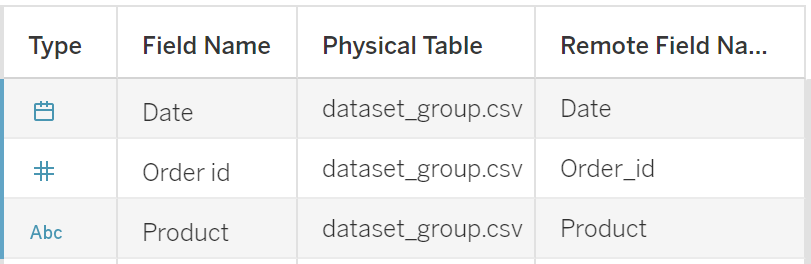 Type Field Name Physical Table Remote Field Na...
Date dataset_group.csv Date
Order id dataset_group.csv Order_id
Abc Product dataset_group.csv Product